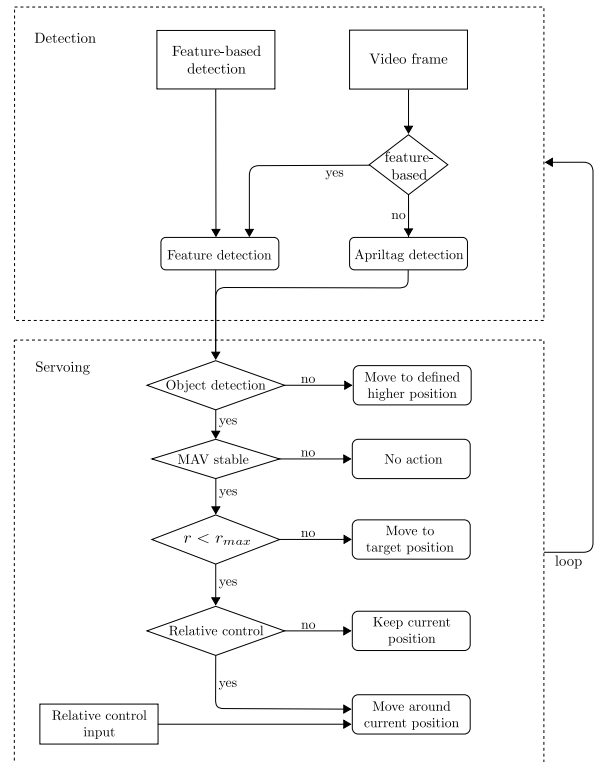 Detection
Feature-based
detection
Video frame
feature-
based
yes
no
Feature detection
Apriltag detection
Servoing
Object detection
no
Move to defined
higher position
yes
MAV stable
no
No action
yes
r < r_{max}
no
Move to
target position
loop
yes
Relative control
no
Keep current
position
yes
Relative control
input
Move around
current position